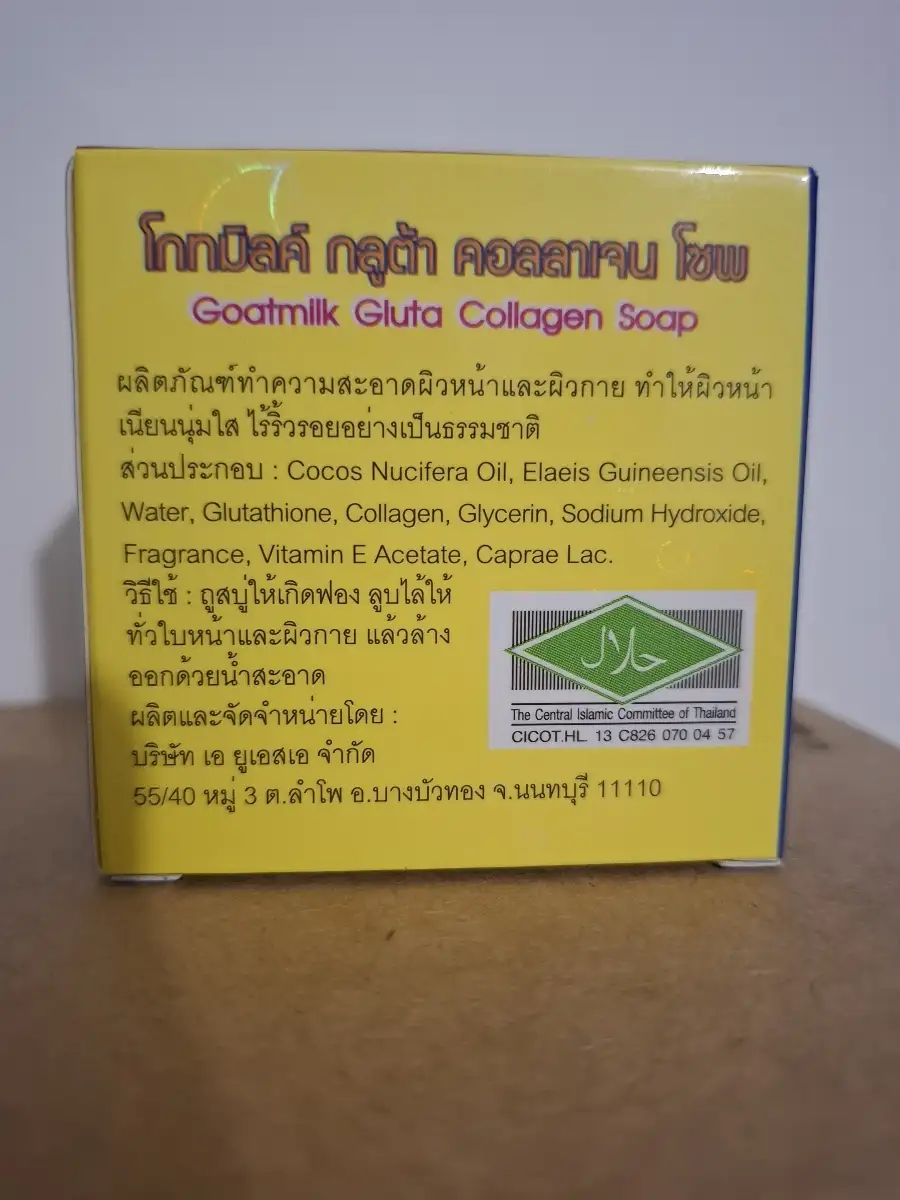 โกทมิลค์ กลูต้า คอลลาเจน โซพ
Goatmilk Gluta Collagen Soap
ผลิตภัณฑ์ทำความสะอาดผิวหน้าและผิวกาย ทำให้ผิวหน้า
เนียนนุ่มใส ไร้ริ้วรอยอย่างเป็นธรรมชาติ
ส่วนประกอบ : Cocos Nucifera Oil, Elaeis Guineensis Oil,
Water, Glutathione, Collagen, Glycerin, Sodium Hydroxide,
Fragrance, Vitamin E Acetate, Caprae Lac.
วิธีใช้ : ถูสบู่ให้เกิดฟอง ลูบไล้ให้
ทั่วใบหน้าและผิวกาย แล้วล้าง
ออกด้วยน้ำสะอาด
ผลิตและจัดจำหน่ายโดย :
บริษัท เอ ยูเอสเอ จำกัด
55/40 หมู่ 3 ต.ลำโพ อ.บางบัวทอง จ.นนทบุรี 11110
حلال
The Central Islamic Committee of Thailand
CICOT.HL. 13 C826 070 04 57